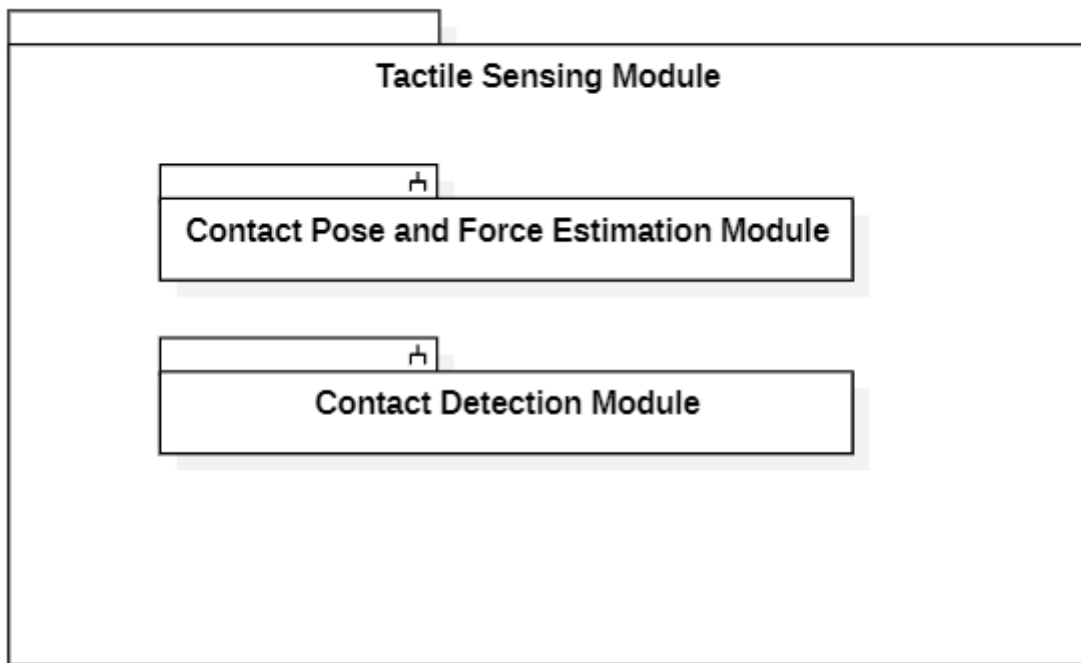 Tactile Sensing Module
Contact Pose and Force Estimation Module
Contact Detection Module